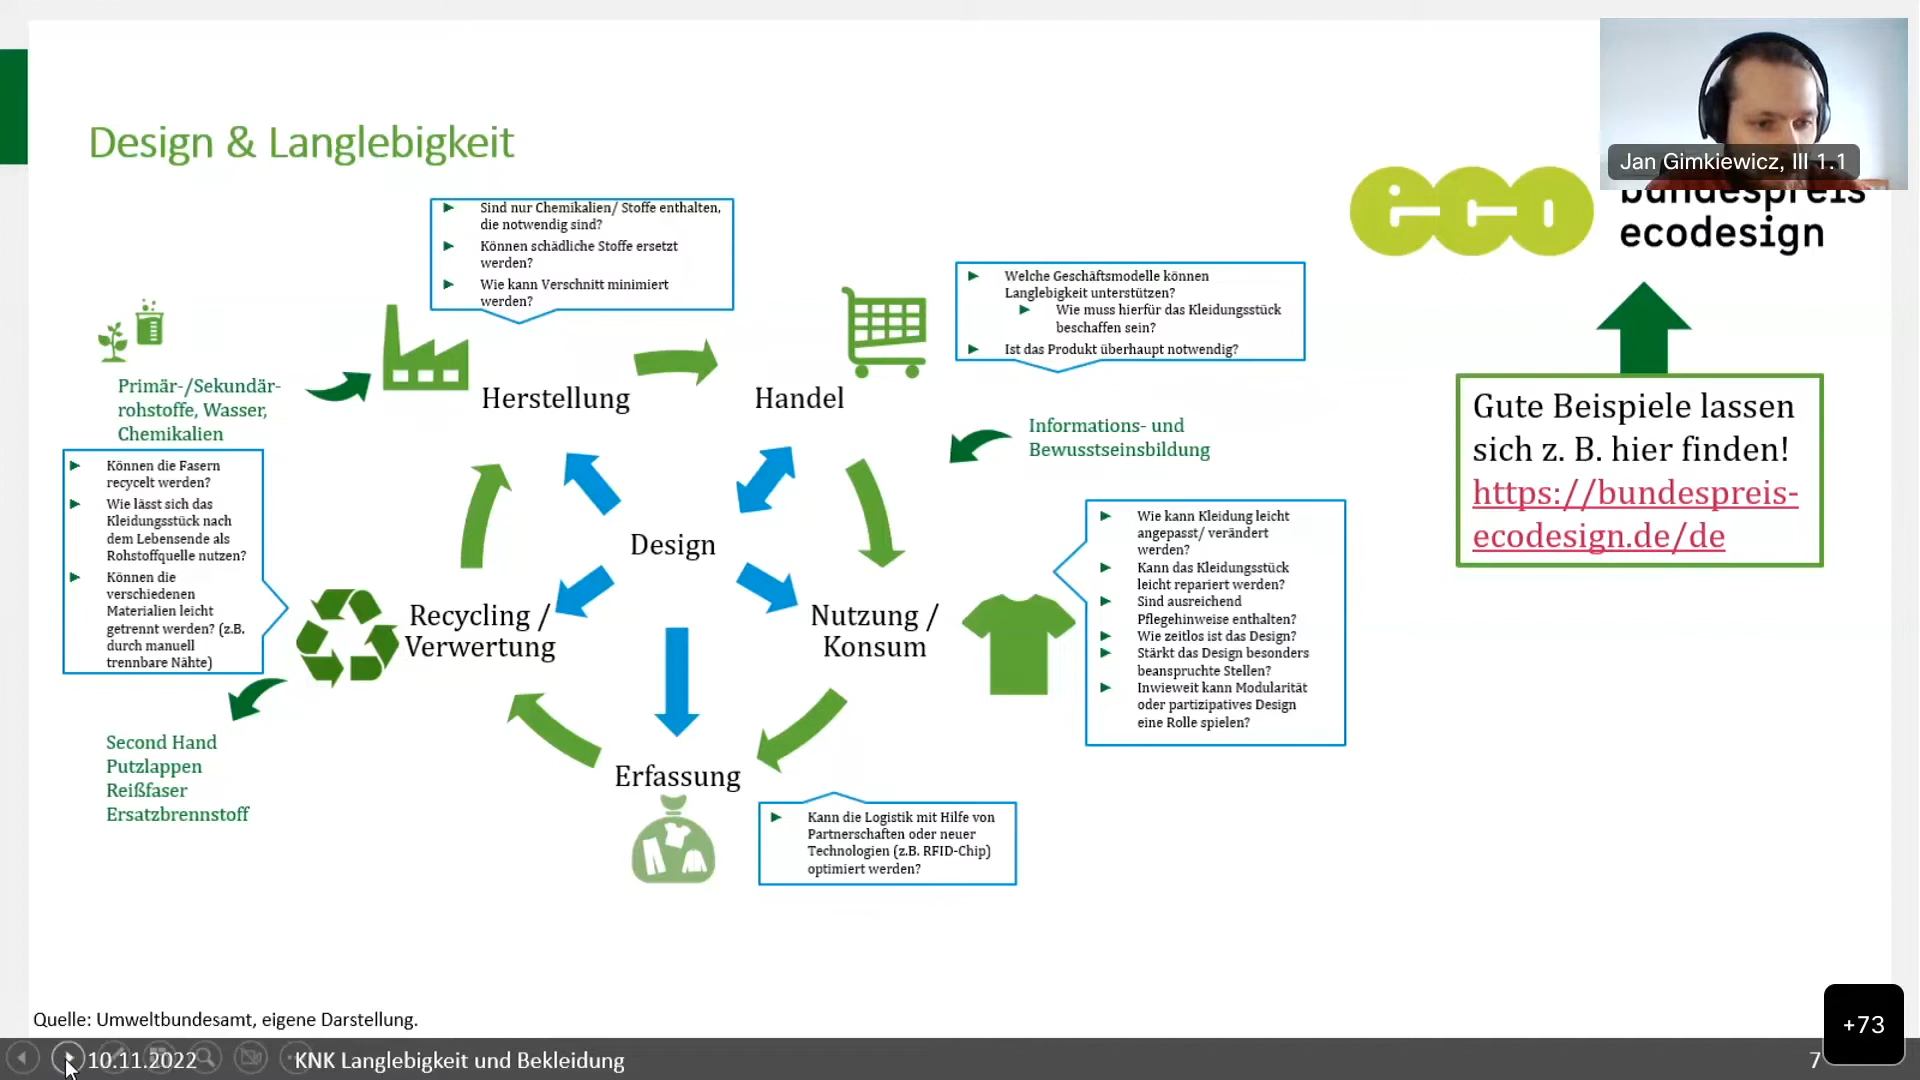 Jan Gimkiewicz, III 1.1
Design & Langlebigkeit
eco
bundespreis
ecodesign
Sind nur Chemikalien/ Stoffe enthalten,
die notwendig sind?
Können schädliche Stoffe ersetzt
werden?
Wie kann Verschnitt minimiert
werden?
Welche Geschäftsmodelle können
Langlebigkeit unterstützen?
Wie muss hierfür das Kleidungsstück
beschaffen sein?
Ist das Produkt überhaupt notwendig?
Primär-/Sekundär-
rohstoffe, Wasser,
Chemikalien
Herstellung
Handel
Informations- und
Bewusstseinsbildung
Gute Beispiele lassen
sich z. B. hier finden!
https://bundespreis-
ecodesign.de/de
Können die Fasern
recycelt werden?
Wie lässt sich das
Kleidungsstück nach
dem Lebensende als
Rohstoffquelle nutzen?
Können die
verschiedenen
Materialien leicht
getrennt werden? (z.B.
durch manuell
trennbare Nähte)
Design
Recycling /
Verwertung
Nutzung /
Konsum
Wie kann Kleidung leicht
angepasst/ verändert
werden?
Kann das Kleidungsstück
leicht repariert werden?
Sind ausreichend
Pflegehinweise enthalten?
Wie zeitlos ist das Design?
Stärkt das Design besonders
beanspruchte Stellen?
Inwieweit kann Modularität
oder partizipatives Design
eine Rolle spielen?
Second Hand
Putzlappen
Reißfaser
Ersatzbrennstoff
Erfassung
Kann die Logistik mit Hilfe von
Partnerschaften oder neuer
Technologien (z.B. RFID-Chip)
optimiert werden?
Quelle: Umweltbundesamt, eigene Darstellung.
+73
10.11.2022
KNK Langlebigkeit und Bekleidung
7